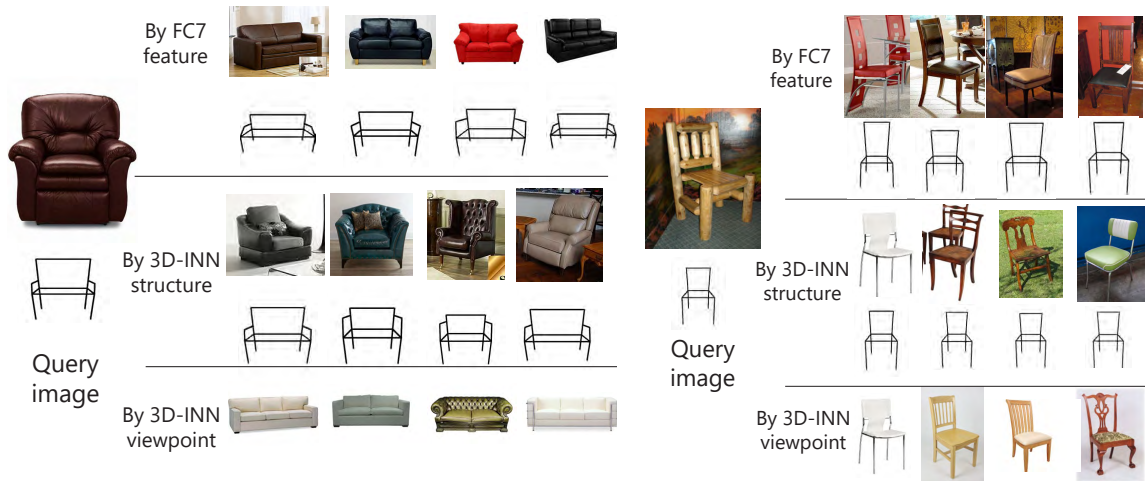 By FC7
feature
By 3D-INN
structure
Query
image
By 3D-INN
viewpoint
By FC7
feature
By 3D-INN
structure
Query
image
By 3D-INN
viewpoint